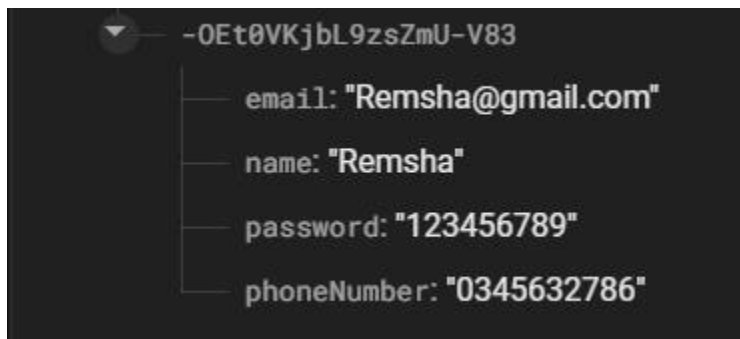 -OEt0VKjbL9zsZmU-V83
email: "Remsha@gmail.com"
name: "Remsha"
password: "123456789"
phoneNumber: "0345632786"